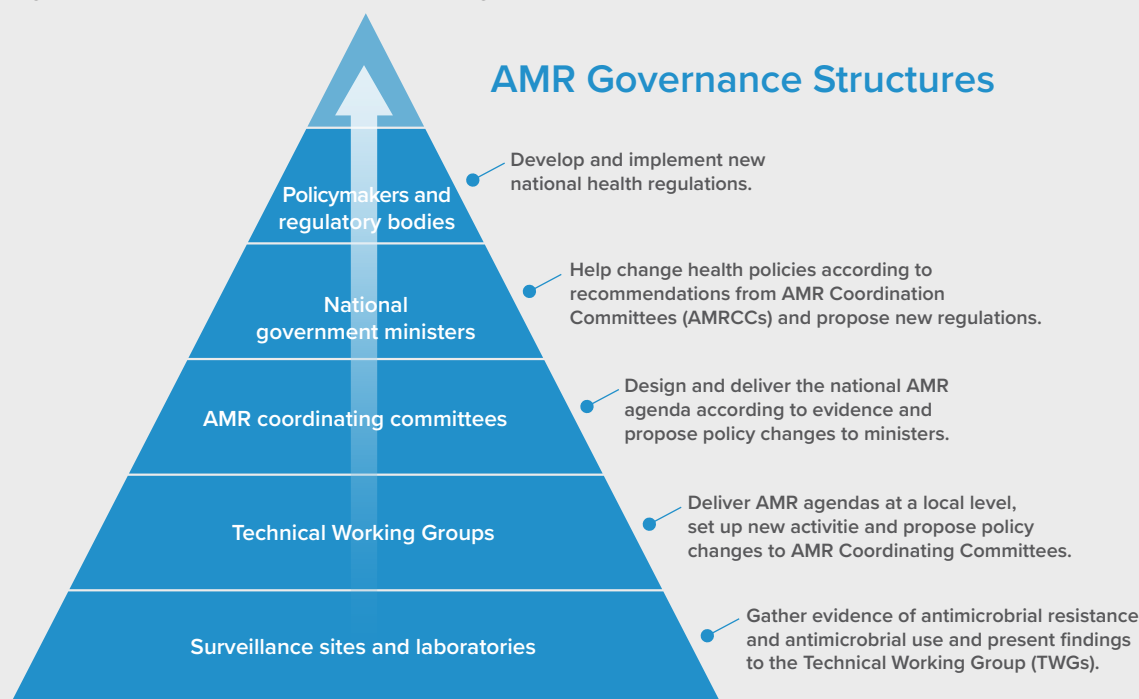 AMR Governance Structures
Policymakers and
regulatory bodies
Develop and implement new
national health regulations.
National
government ministers
Help change health policies according to
recommendations from AMR Coordination
Committees (AMRCCs) and propose new regulations.
AMR coordinating committees
Design and deliver the national AMR
agenda according to evidence and
propose policy changes to ministers.
Technical Working Groups
Deliver AMR agendas at a local level,
set up new activitie and propose policy
changes to AMR Coordinating Committees.
Surveillance sites and laboratories
Gather evidence of antimicrobrial resistance
and antimicrobrial use and present findings
to the Technical Working Group (TWGs).